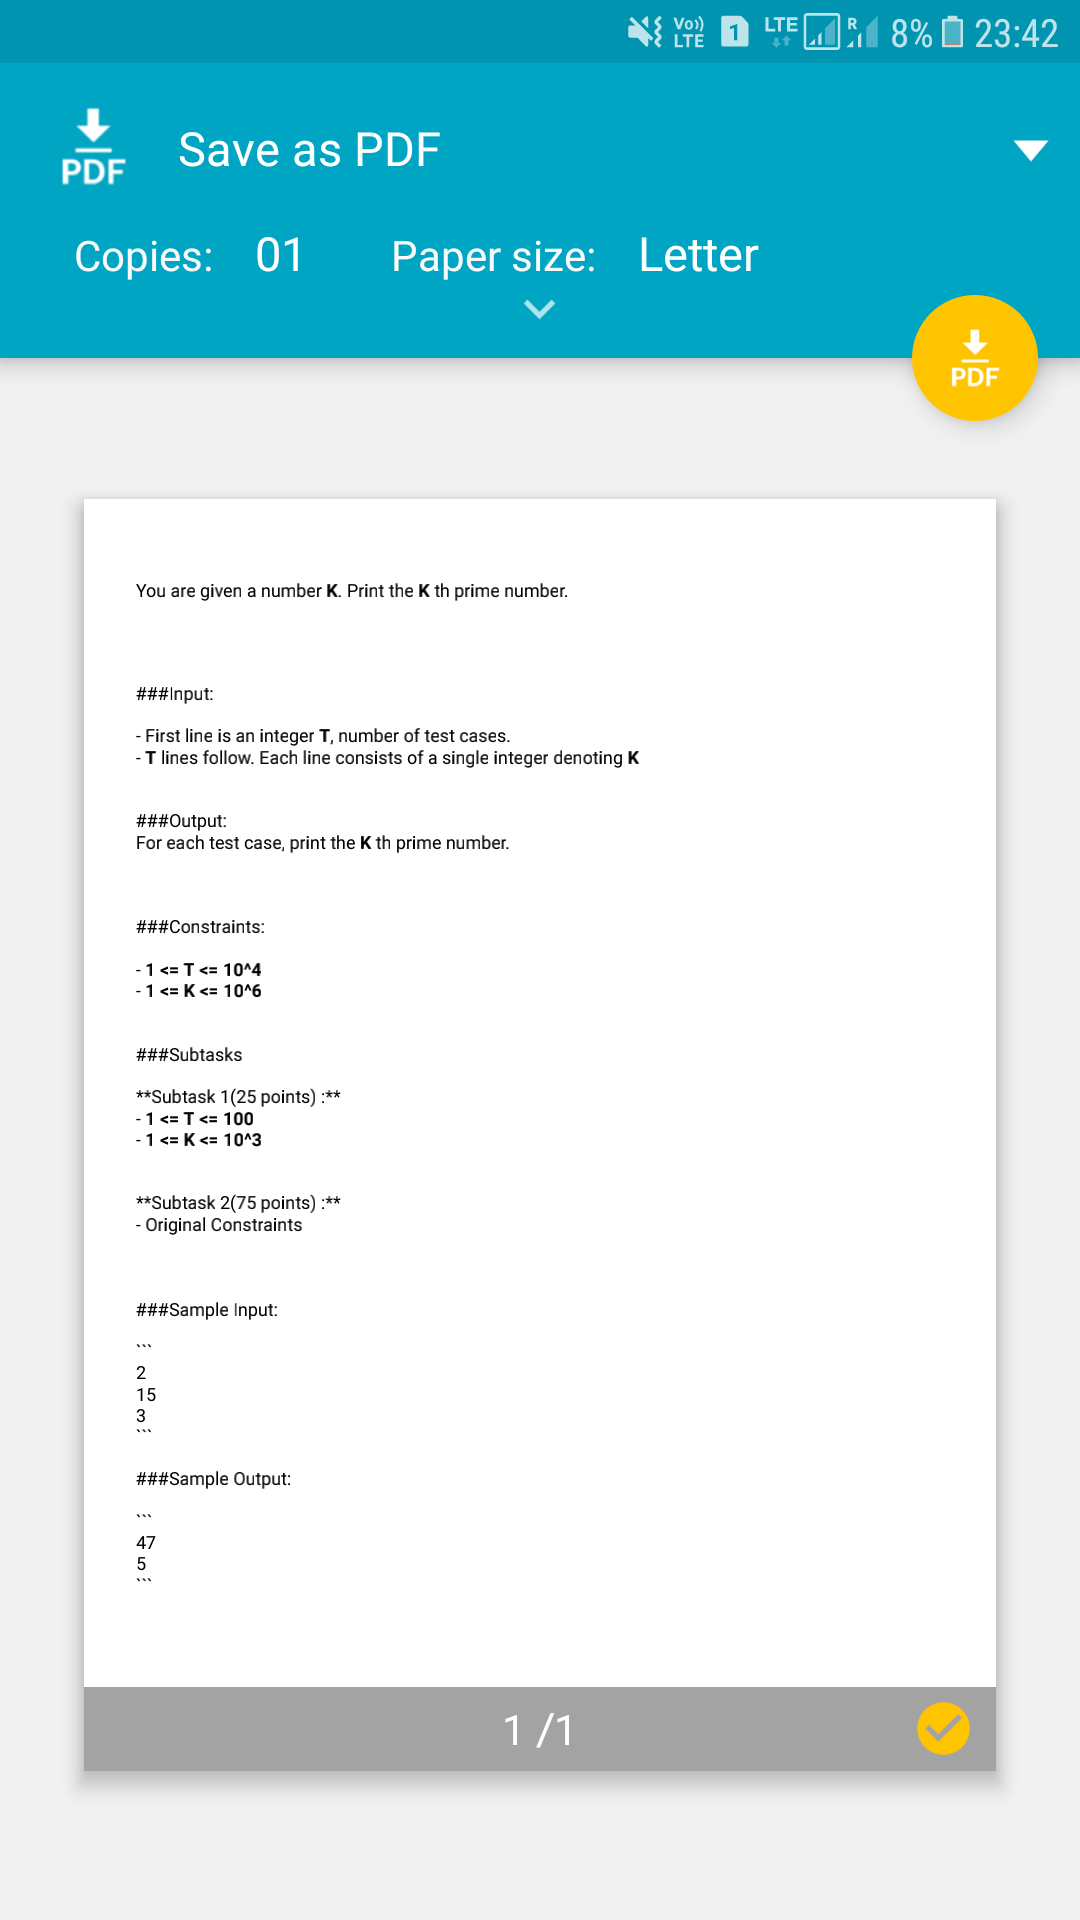 Vo)) LTE 1 LTE R 8% 23:42
PDF Save as PDF
Copies: 01 Paper size: Letter
PDF
You are given a number K. Print the K th prime number.
###Input:
- First line is an integer T, number of test cases.
- T lines follow. Each line consists of a single integer denoting K
###Output:
For each test case, print the K th prime number.
###Constraints:
- 1 <= T <= 10^4
- 1 <= K <= 10^6
###Subtasks
**Subtask 1(25 points) :**
- 1 <= T <= 100
- 1 <= K <= 10^3
**Subtask 2(75 points) :**
- Original Constraints
###Sample Input:
```
2
15
3
```
###Sample Output:
```
47
5
```
1 /1